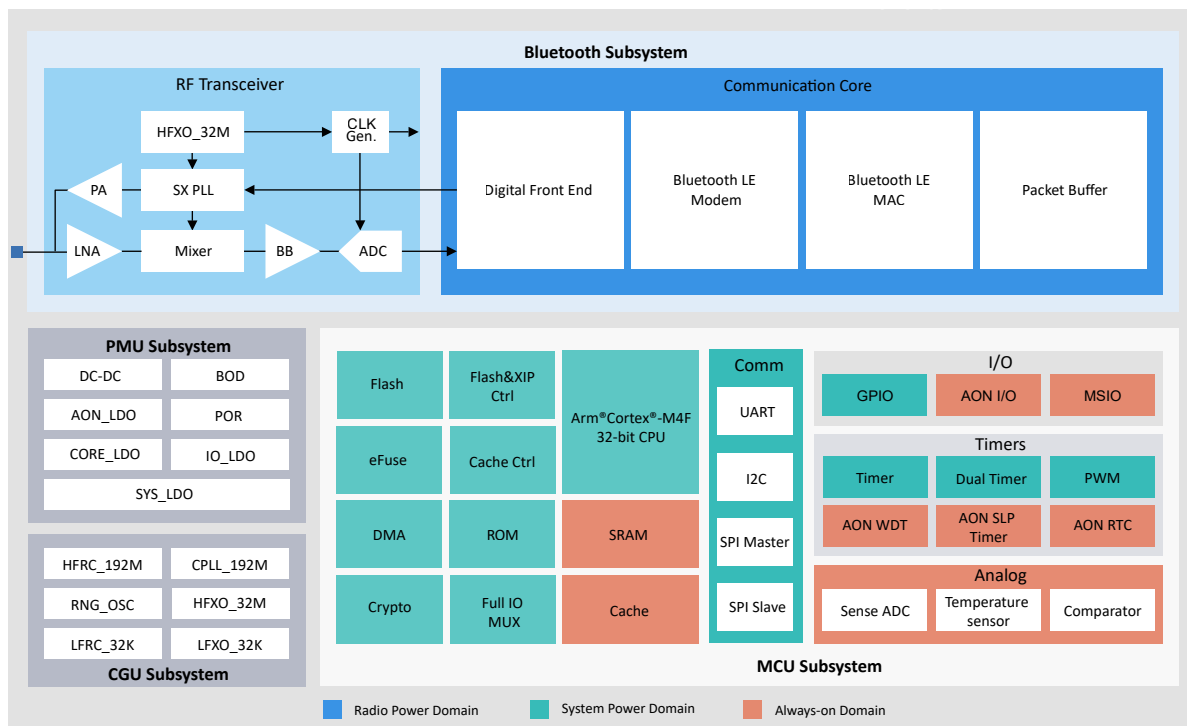 Bluetooth Subsystem
RF Transceiver
HFXO_32M
CLK
Gen.
PA
SX PLL
LNA
Mixer
BB
ADC
Communication Core
Digital Front End
Bluetooth LE
Modem
Bluetooth LE
MAC
Packet Buffer
PMU Subsystem
DC-DC
BOD
AON_LDO
POR
CORE_LDO
IO_LDO
SYS_LDO
HFRC_192M
CPLL_192M
RNG_OSC
HFXO_32M
LFRC_32K
LFXO_32K
CGU Subsystem
Flash
Flash&XIP
Ctrl
Arm®Cortex®-M4F
32-bit CPU
eFuse
Cache Ctrl
DMA
ROM
SRAM
Crypto
Full IO
MUX
Cache
Comm
UART
I2C
SPI Master
SPI Slave
I/O
GPIO
AON I/O
MSIO
Timers
Timer
Dual Timer
PWM
AON WDT
AON SLP
Timer
AON RTC
Analog
Sense ADC
Temperature
sensor
Comparator
MCU Subsystem
Radio Power Domain
System Power Domain
Always-on Domain